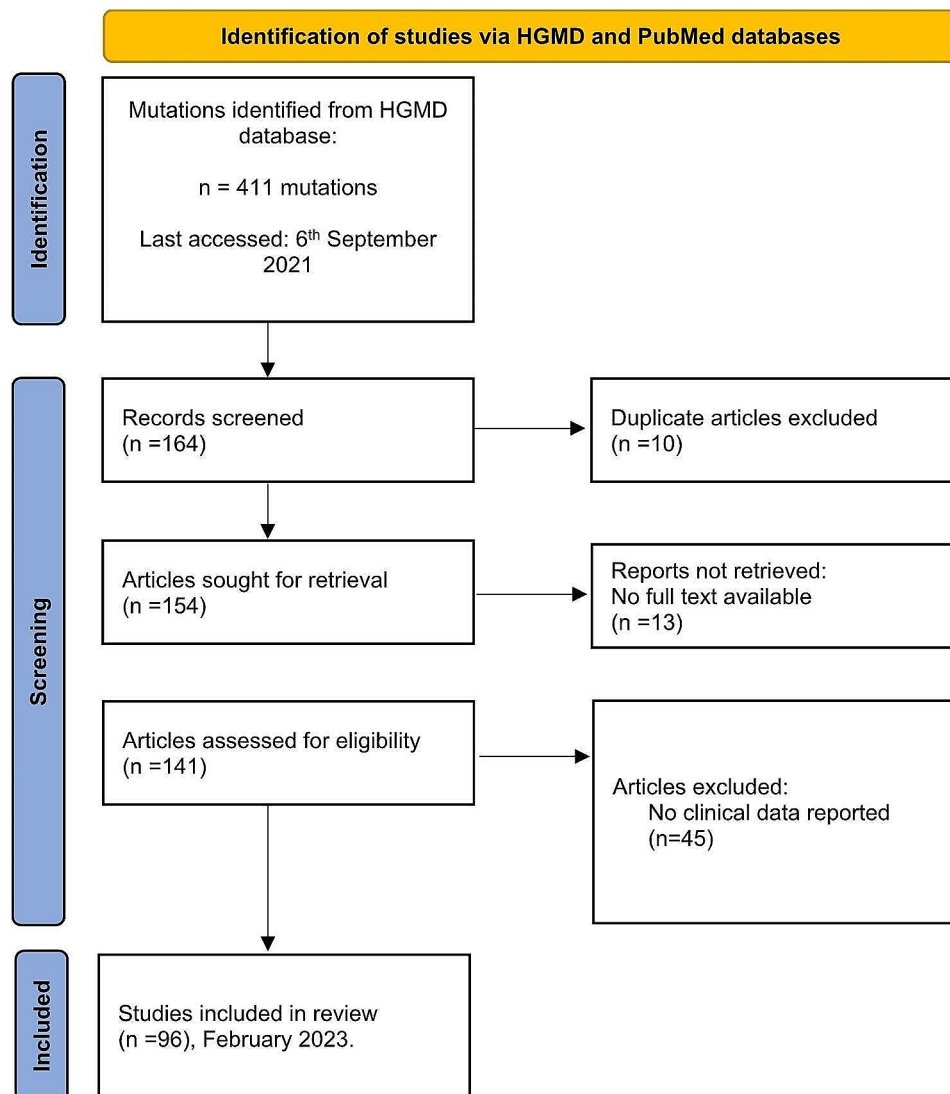 Identification of studies via HGMD and PubMed databases
Identification
Mutations identified from HGMD
database:
n = 411 mutations
Last accessed: 6th September
2021
Screening
Records screened
(n =164)
Duplicate articles excluded
(n =10)
Articles sought for retrieval
(n =154)
Reports not retrieved:
No full text available
(n =13)
Articles assessed for eligibility
(n =141)
Articles excluded:
No clinical data reported
(n=45)
Included
Studies included in review
(n =96), February 2023.